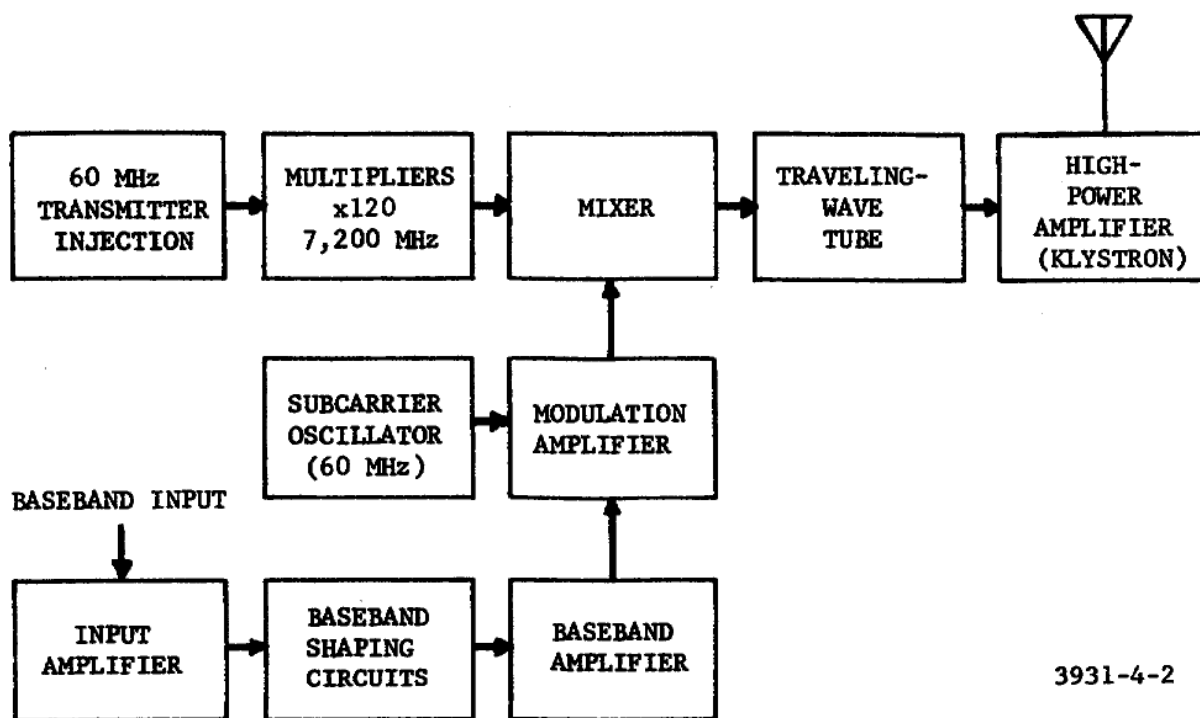 60 MHz
TRANSMITTER
INJECTION
MULTIPLIERS
x120
7,200 MHz
MIXER
TRAVELING-
WAVE
TUBE
HIGH-
POWER
AMPLIFIER
(KLYSTRON)
SUBCARRIER
OSCILLATOR
(60 MHz)
MODULATION
AMPLIFIER
BASEBAND INPUT
INPUT
AMPLIFIER
BASEBAND
SHAPING
CIRCUITS
BASEBAND
AMPLIFIER
3931-4-2